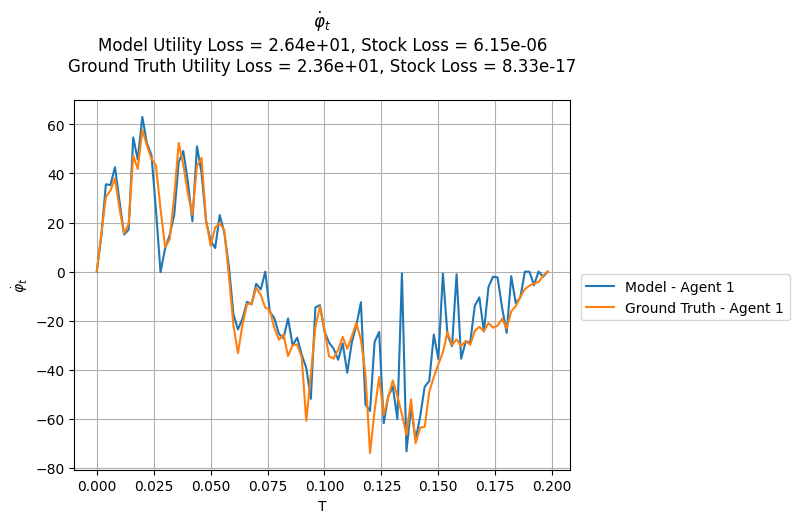 φ̇ₜ
Model Utility Loss = 2.64e+01, Stock Loss = 6.15e-06
Ground Truth Utility Loss = 2.36e+01, Stock Loss = 8.33e-17
60
40
20
0
−20
−40
−60
−80
φ̇ₜ
0.000 0.025 0.050 0.075 0.100 0.125 0.150 0.175 0.200
T
Model - Agent 1
Ground Truth - Agent 1